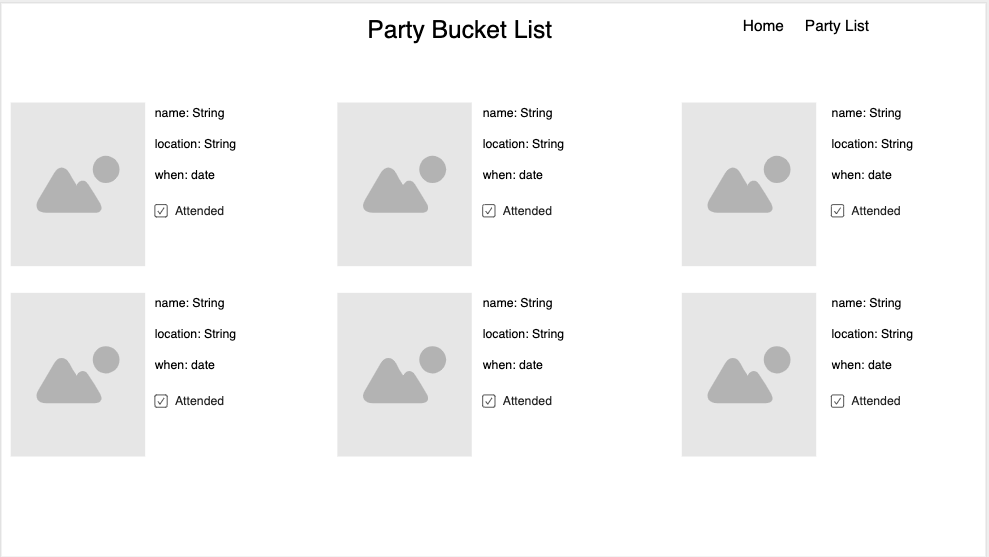 Party Bucket List
Home
Party List
name: String
location: String
when: date
Attended
name: String
location: String
when: date
Attended
name: String
location: String
when: date
Attended
name: String
location: String
when: date
Attended
name: String
location: String
when: date
Attended
name: String
location: String
when: date
Attended